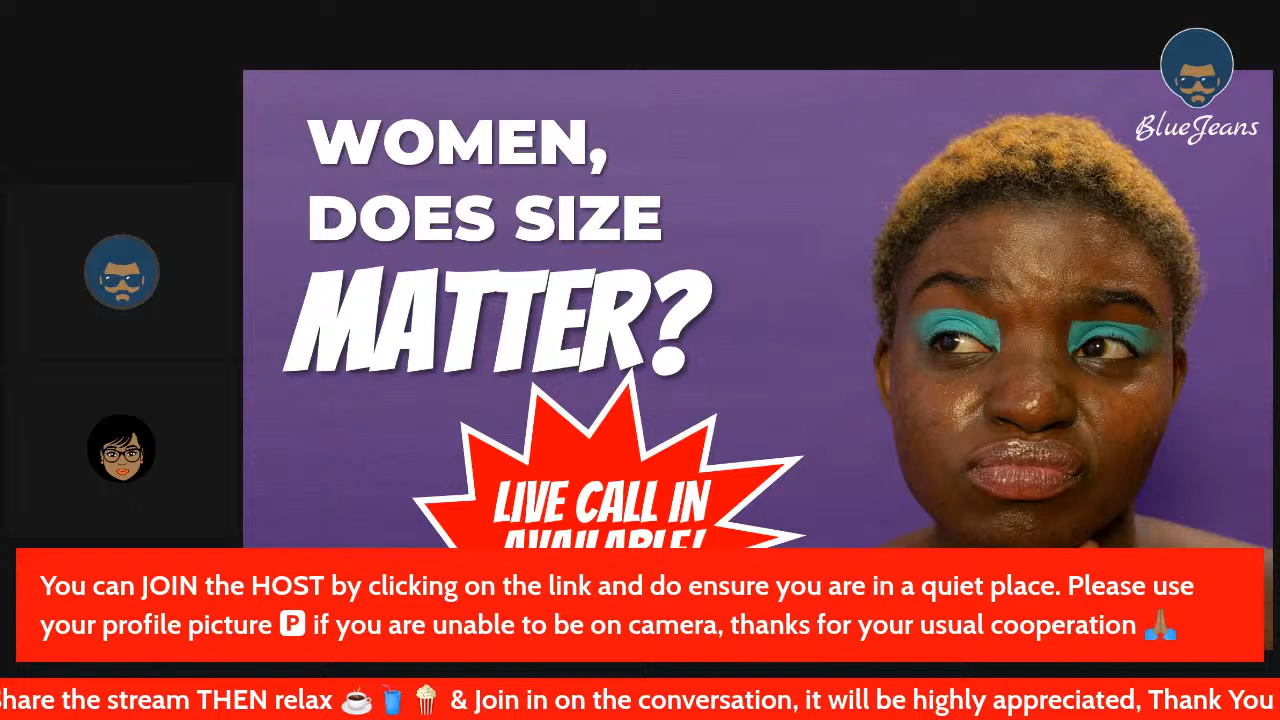 BlueJeans
WOMEN,
DOES SIZE
MATTER?
LIVE CALL IN
AVAILABLE!
You can JOIN the HOST by clicking on the link and do ensure you are in a quiet place. Please use
your profile picture 🅿 if you are unable to be on camera, thanks for your usual cooperation 🙏🏽
Share the stream THEN relax ☕🥤🍿 & Join in on the conversation, it will be highly appreciated, Thank You